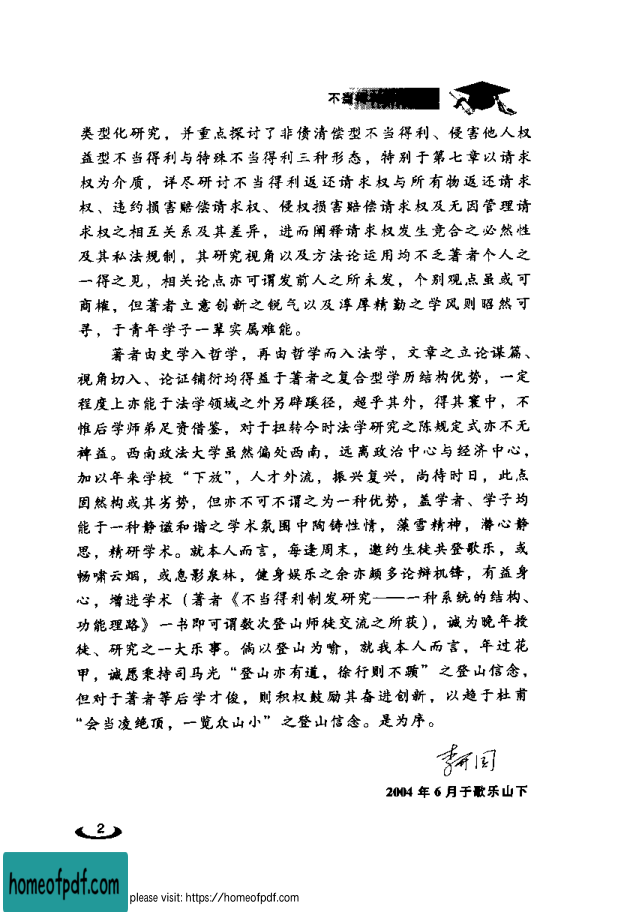 不当得
类型化研究，并重点探讨了非债清偿型不当得利、侵害他人权
益型不当得利与特殊不当得利三种形态，特别于第七章以请求
权为介质，详尽研讨不当得利返还请求权与所有物返还请求
权、违约损害赔偿请求权、侵权损害赔偿请求权及无因管理请
求权之相互关系及其差异，进而阐释请求权发生竞合之必然性
及其私法规制，其研究视角以及方法论运用均不乏著者个人之
一得之见，相关论点亦可谓发前人之所未发，个别观点虽或可
商榷，但著者立意创新之锐气以及淳厚精勤之学风则昭然可
寻，于青年学子一辈实属难能。
著者由史学入哲学，再由哲学而入法学，文章之立论谋篇、
视角切入、论证铺衍均得益于著者之复合型学历结构优势，一定
程度上亦能于法学领域之外另辟蹊径，超乎其外，得其寰中，不
惟后学师弟足资借鉴，对于扭转今时法学研究之陈规定式亦不无
裨益。西南政法大学虽然偏处西南，远离政治中心与经济中心，
加以年来学校“下放”，人才外流，振兴复兴，尚待时日，此点
固然构成其劣势，但亦不可不谓之为一种优势，盖学者、学子均
能于一种静谧和谐之学术氛围中陶铸性情，藻雪精神，潜心静
思，精研学术。就本人而言，每逢周末，邀约生徒共登歌乐，或
畅啸云烟，或息影泉林，健身娱乐之余亦颇多论辩机锋，有益身
心，增进学术（著者《不当得利制发研究——一种系统的结构、
功能理路》一书即可谓数次登山师徒交流之所获），诚为晚年授
徒、研究之一大乐事。倘以登山为喻，就我本人而言，年过花
甲，诚愿秉持司马光“登山亦有道，徐行则不踬”之登山信念，
但对于著者等后学才俊，则积极鼓励其奋进创新，以趋于杜甫
“会当凌绝顶，一览众山小”之登山信念。是为序。
李开国
2004 年 6 月于歌乐山下
2
homeofpdf.com
please visit: https://homeofpdf.com